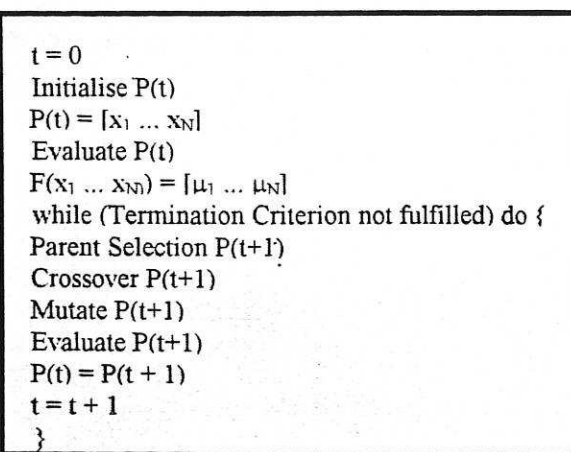 t = 0
Initialise P(t)
P(t) = [x₁ ... x_N]
Evaluate P(t)
F(x₁ ... x_N) = [μ₁ ... μ_N]
while (Termination Criterion not fulfilled) do {
Parent Selection P(t+1)
Crossover P(t+1)
Mutate P(t+1)
Evaluate P(t+1)
P(t) = P(t + 1)
t = t + 1
}